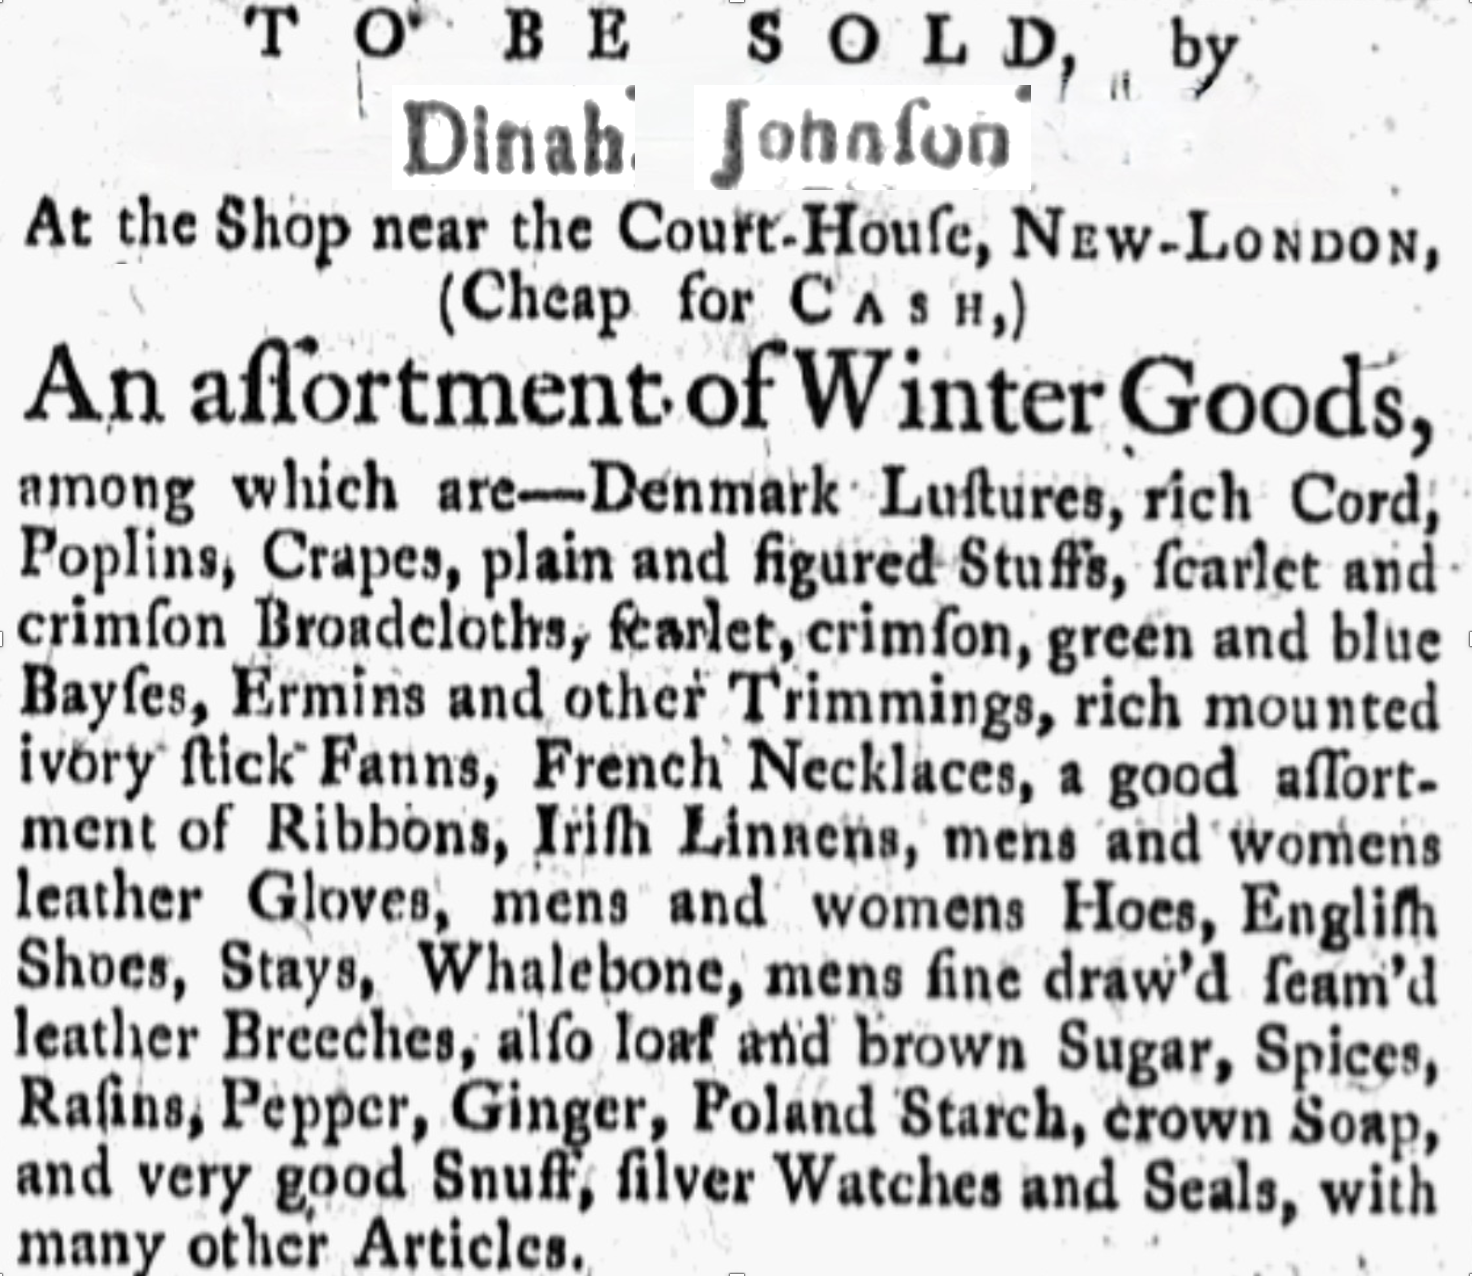 TO BE SOLD, by
Dinah Johnſon
At the Shop near the Court-Houſe, NEW-LONDON,
(Cheap for CASH,)
An aſſortment of Winter Goods,
among which are—Denmark Luſtures, rich Cord,
Poplins, Crapes, plain and figured Stuffs, ſcarlet and
crimſon Broadcloths, ſcarlet, crimſon, green and blue
Bayſes, Ermins and other Trimmings, rich mounted
ivory ſtick Fanns, French Necklaces, a good aſſort-
ment of Ribbons, Iriſh Linnens, mens and womens
leather Gloves, mens and womens Hoes, Engliſh
Shoes, Stays, Whalebone, mens fine draw'd ſeam'd
leather Breeches, alſo loaf and brown Sugar, Spices,
Raſins, Pepper, Ginger, Poland Starch, crown Soap,
and very good Snuff, ſilver Watches and Seals, with
many other Articles.